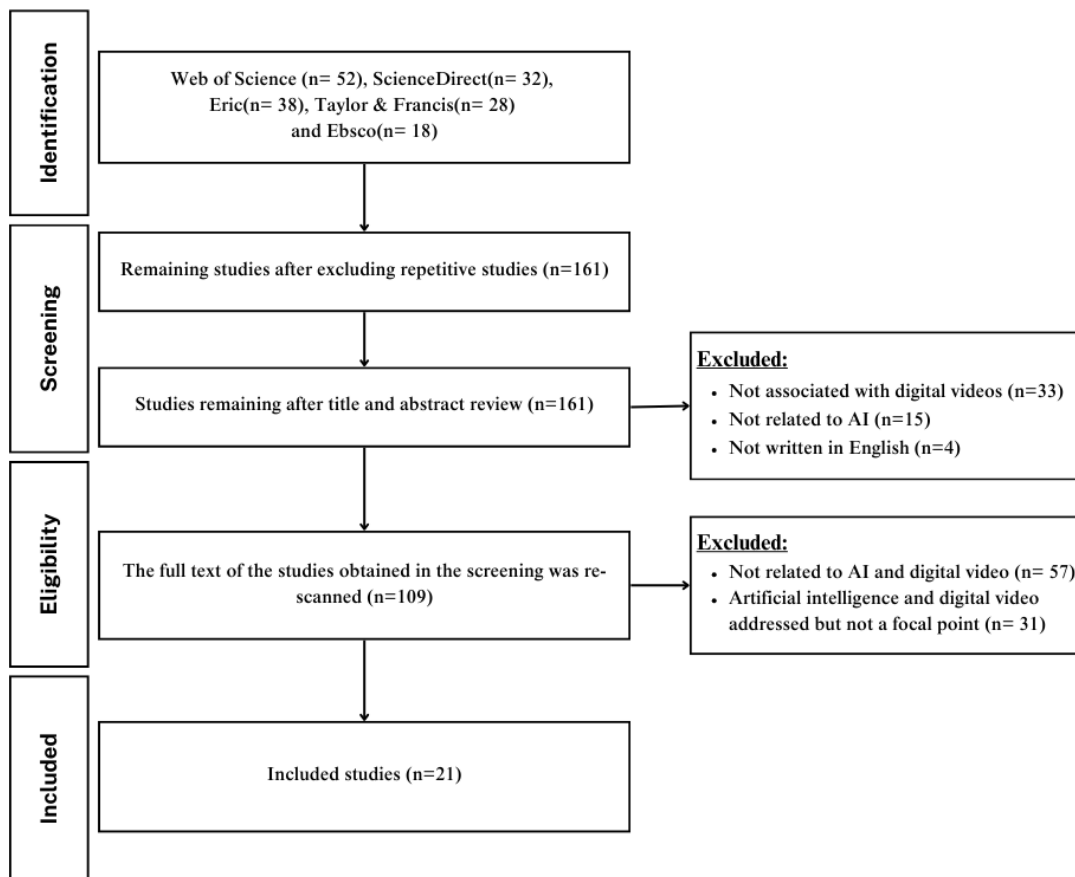 Identification
Web of Science (n= 52), ScienceDirect(n= 32),
Eric(n= 38), Taylor & Francis(n= 28)
and Ebsco(n= 18)
Screening
Remaining studies after excluding repetitive studies (n=161)
Studies remaining after title and abstract review (n=161)
Excluded:
• Not associated with digital videos (n=33)
• Not related to AI (n=15)
• Not written in English (n=4)
Eligibility
The full text of the studies obtained in the screening was re-
scanned (n=109)
Excluded:
• Not related to AI and digital video (n= 57)
• Artificial intelligence and digital video
addressed but not a focal point (n= 31)
Included
Included studies (n=21)